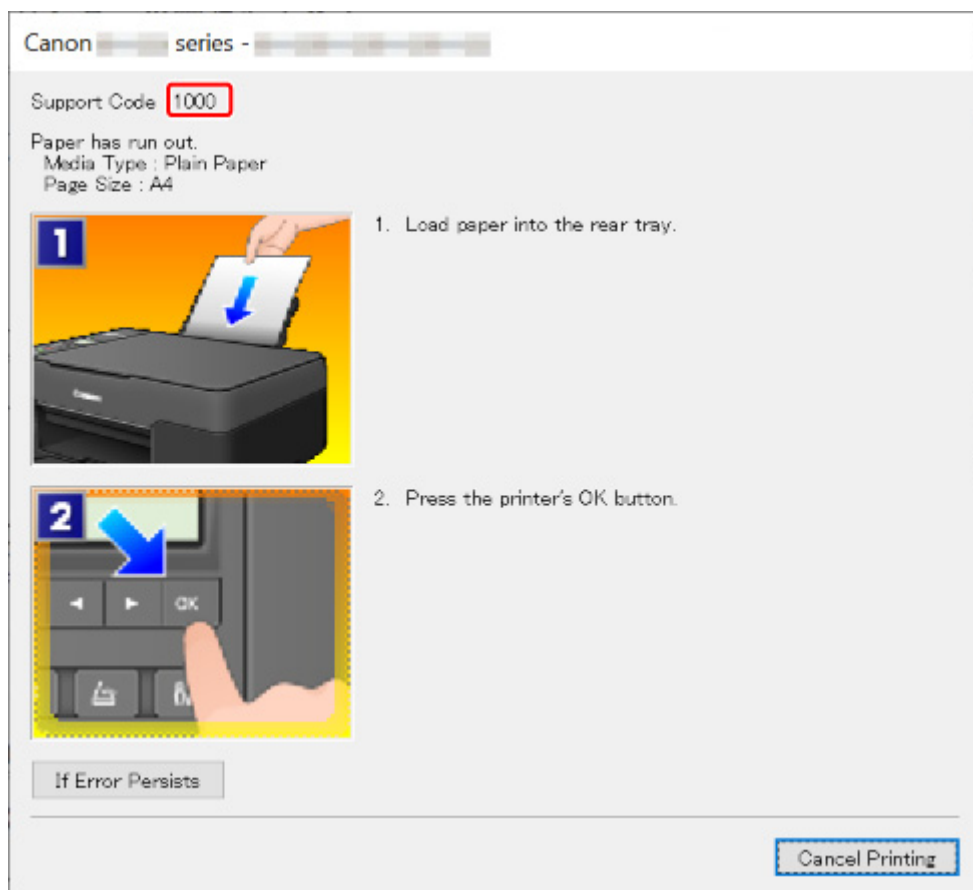 Canon series -
Support Code 1000
Paper has run out.
Media Type : Plain Paper
Page Size : A4
1
1. Load paper into the rear tray.
2
2. Press the printer's OK button.
OK
If Error Persists
Cancel Printing